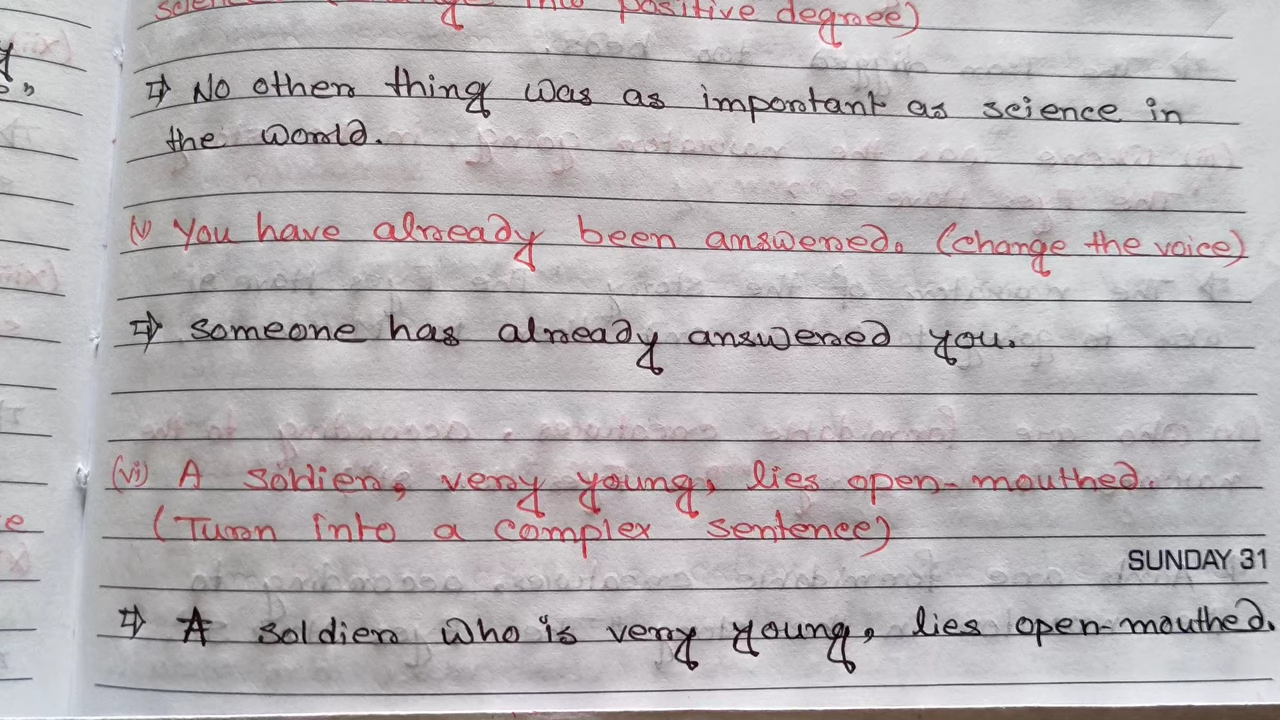 positive degree)
⇒ No other thing was as important as science in
the world.
(v) You have already been answered. (change the voice)
⇒ Someone has already answered you.
(vi) A soldier, very young, lies open-mouthed.
(Turn into a complex sentence)
SUNDAY 31
⇒ A soldier who is very young, lies open-mouthed.